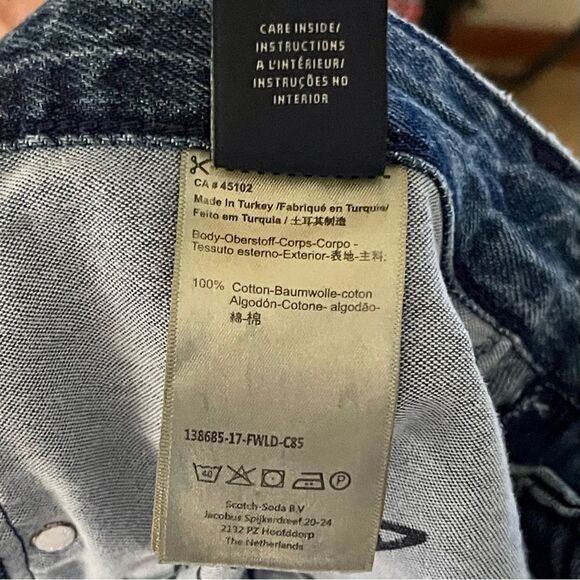 CARE INSIDE/
INSTRUCTIONS
A L'INTÉRIEUR/
INSTRUÇÕES NO
INTERIOR
CA # 45102
Made In Turkey /Fabriqué en Turquie/
Feito em Turquia / 土耳其制造
Body-Oberstoff-Corps-Corpo -
Tessuto esterno-Exterior-表地-主料:
100% Cotton-Baumwolle-coton
Algodón-Cotone- algodão-
綿-棉
138685-17-FWLD-C85
40 P
Scotch-Soda B.V
Jacobus Spijkerdreef 20-24
2132 PZ Hoofddorp
The Netherlands